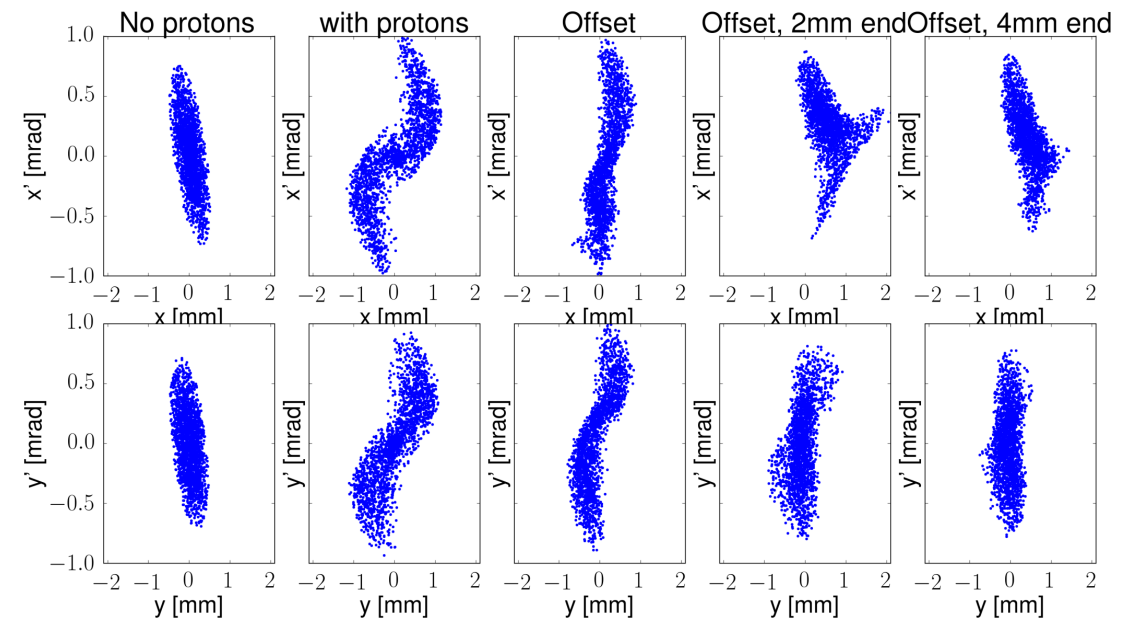 No protons
with protons
Offset
Offset, 2mm end
Offset, 4mm end
1.0
0.5
0.0
−0.5
−1.0
x' [mrad]
x' [mrad]
x' [mrad]
x' [mrad]
x' [mrad]
−2 −1 0 1 2
−2 −1 0 1 2
−2 −1 0 1 2
−2 −1 0 1 2
−2 −1 0 1 2
x [mm]
x [mm]
x [mm]
x [mm]
x [mm]
1.0
0.5
0.0
−0.5
−1.0
y' [mrad]
y' [mrad]
y' [mrad]
y' [mrad]
y' [mrad]
−2 −1 0 1 2
−2 −1 0 1 2
−2 −1 0 1 2
−2 −1 0 1 2
−2 −1 0 1 2
y [mm]
y [mm]
y [mm]
y [mm]
y [mm]